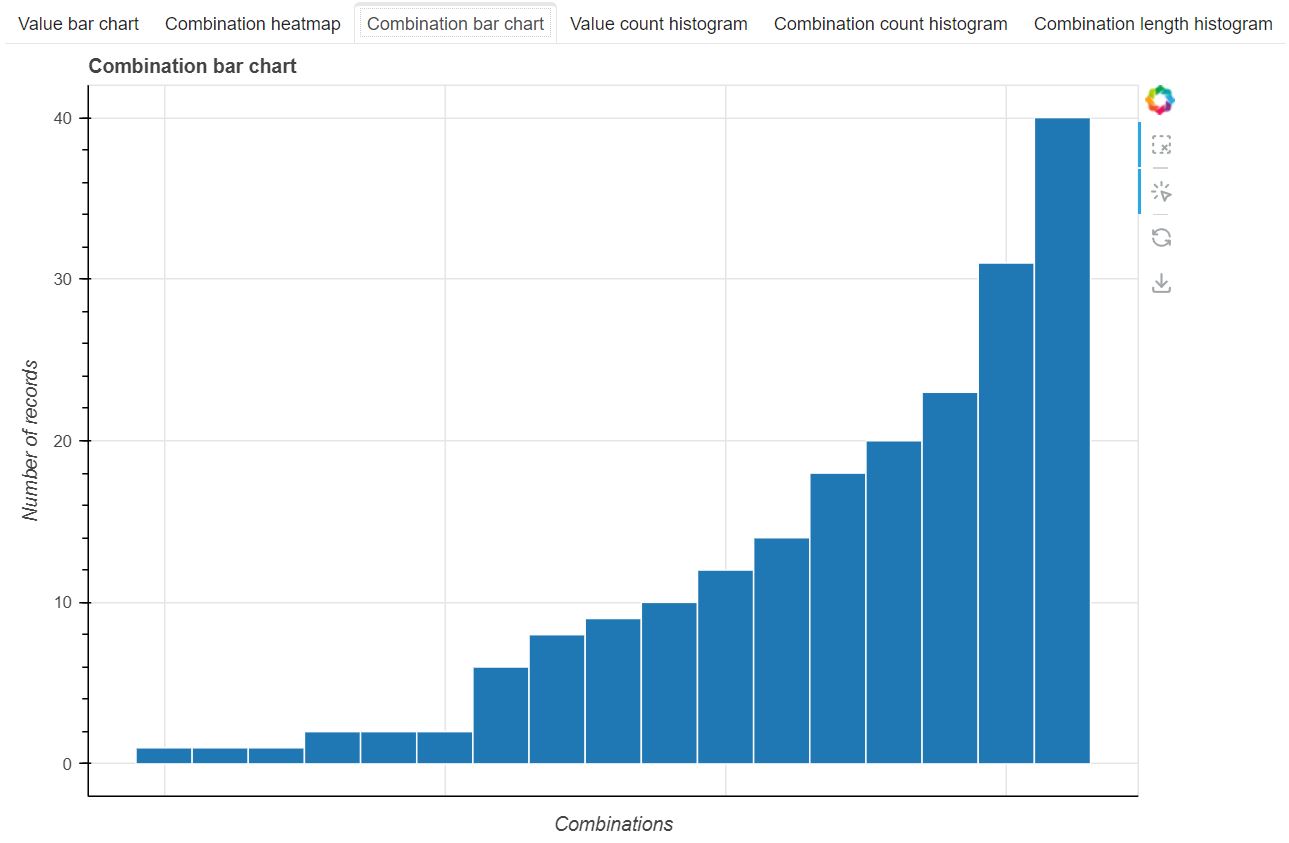 Value bar chart Combination heatmap Combination bar chart Value count histogram Combination count histogram Combination length histogram
Combination bar chart
40
30
20
10
0
Number of records
Combinations